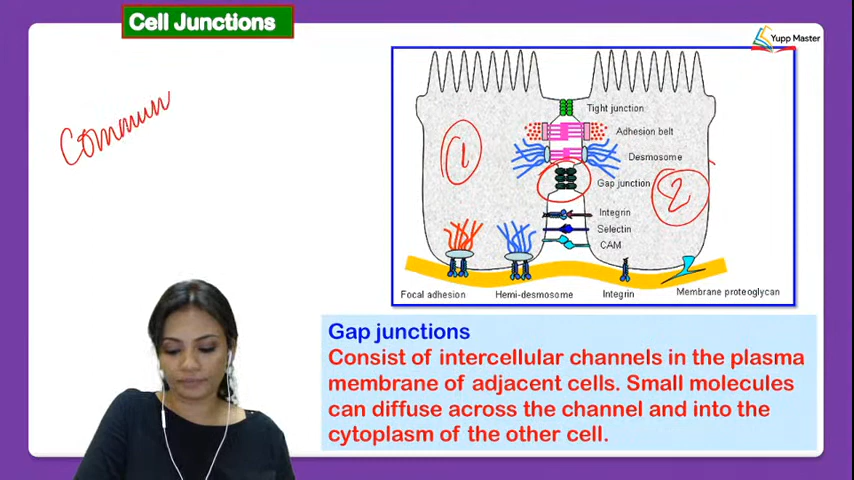 Cell Junctions
Yupp Master
Commun
Tight junction
Adhesion belt
Desmosome
Gap junction
Integrin
Selectin
CAM
1
2
Focal adhesion
Hemi-desmosome
Integrin
Membrane proteoglycan
Gap junctions
Consist of intercellular channels in the plasma
membrane of adjacent cells. Small molecules
can diffuse across the channel and into the
cytoplasm of the other cell.